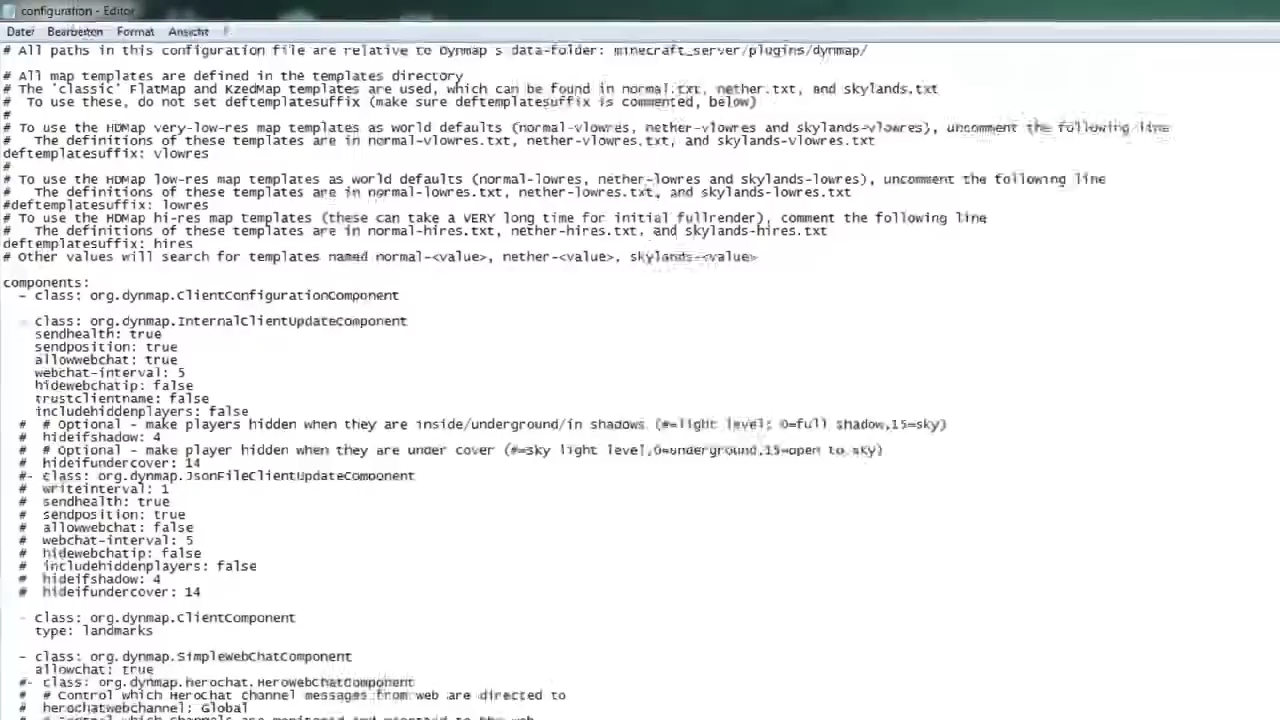 configuration - Editor
Datei Bearbeiten Format Ansicht
# All paths in this configuration file are relative to Dynmap s data-folder: minecraft_server/plugins/dynmap/
# All map templates are defined in the templates directory
# The 'classic' FlatMap and KzedMap templates are used, which can be found in normal.txt, nether.txt, and skylands.txt
#  To use these, do not set deftemplatesuffix (make sure deftemplatesuffix is commented, below)
#
# To use the HDMap very-low-res map templates as world defaults (normal-vlowres, nether-vlowres and skylands-vlowres), uncomment the following line
#   The definitions of these templates are in normal-vlowres.txt, nether-vlowres.txt, and skylands-vlowres.txt
deftemplatesuffix: vlowres
#
# To use the HDMap low-res map templates as world defaults (normal-lowres, nether-lowres and skylands-lowres), uncomment the following line
#   The definitions of these templates are in normal-lowres.txt, nether-lowres.txt, and skylands-lowres.txt
#deftemplatesuffix: lowres
# To use the HDMap hi-res map templates (these can take a VERY long time for initial fullrender), comment the following line
#   The definitions of these templates are in normal-hires.txt, nether-hires.txt, and skylands-hires.txt
deftemplatesuffix: hires
# Other values will search for templates named normal-<value>, nether-<value>, skylands-<value>
components:
  - class: org.dynmap.ClientConfigurationComponent
  - class: org.dynmap.InternalClientUpdateComponent
    sendhealth: true
    sendposition: true
    allowwebchat: true
    webchat-interval: 5
    hidewebchatip: false
    trustclientname: false
    includehiddenplayers: false
  #  # Optional - make players hidden when they are inside/underground/in shadows (#=light level: 0=full shadow,15=sky)
  #  hideifshadow: 4
  #  # Optional - make player hidden when they are under cover (#=sky light level,0=underground,15=open to sky)
  #  hideifundercover: 14
  #- class: org.dynmap.JsonFileClientUpdateComponent
  #  writeinterval: 1
  #  sendhealth: true
  #  sendposition: true
  #  allowwebchat: false
  #  webchat-interval: 5
  #  hidewebchatip: false
  #  includehiddenplayers: false
  #  hideifshadow: 4
  #  hideifundercover: 14
  - class: org.dynmap.ClientComponent
    type: landmarks
  - class: org.dynmap.SimpleWebChatComponent
    allowchat: true
  #- class: org.dynmap.herochat.HeroWebChatComponent
  #  # Control which HeroChat channel messages from web are directed to
  #  herochatwebchannel: Global
  #  # Control which channels are monitored and reported to the web